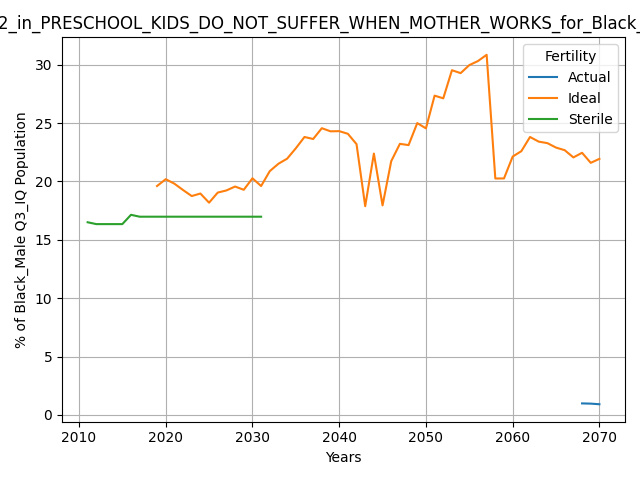 2_in_PRESCHOOL_KIDS_DO_NOT_SUFFER_WHEN_MOTHER_WORKS_for_Black_
Fertility
Actual
Ideal
Sterile
% of Black_Male Q3_IQ Population
30
25
20
15
10
5
0
2010 2020 2030 2040 2050 2060 2070
Years